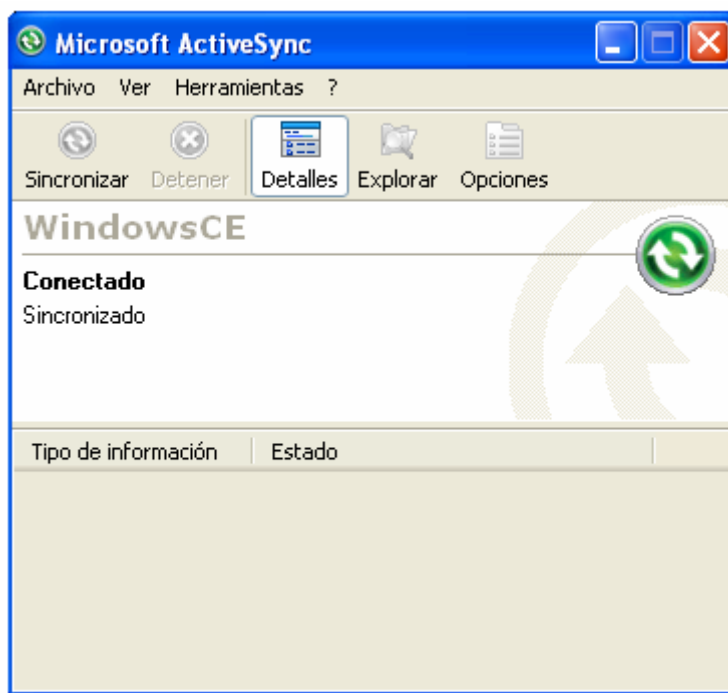 Microsoft ActiveSync
Archivo Ver Herramientas ?
Sincronizar Detener Detalles Explorar Opciones
WindowsCE
Conectado
Sincronizado
Tipo de información Estado